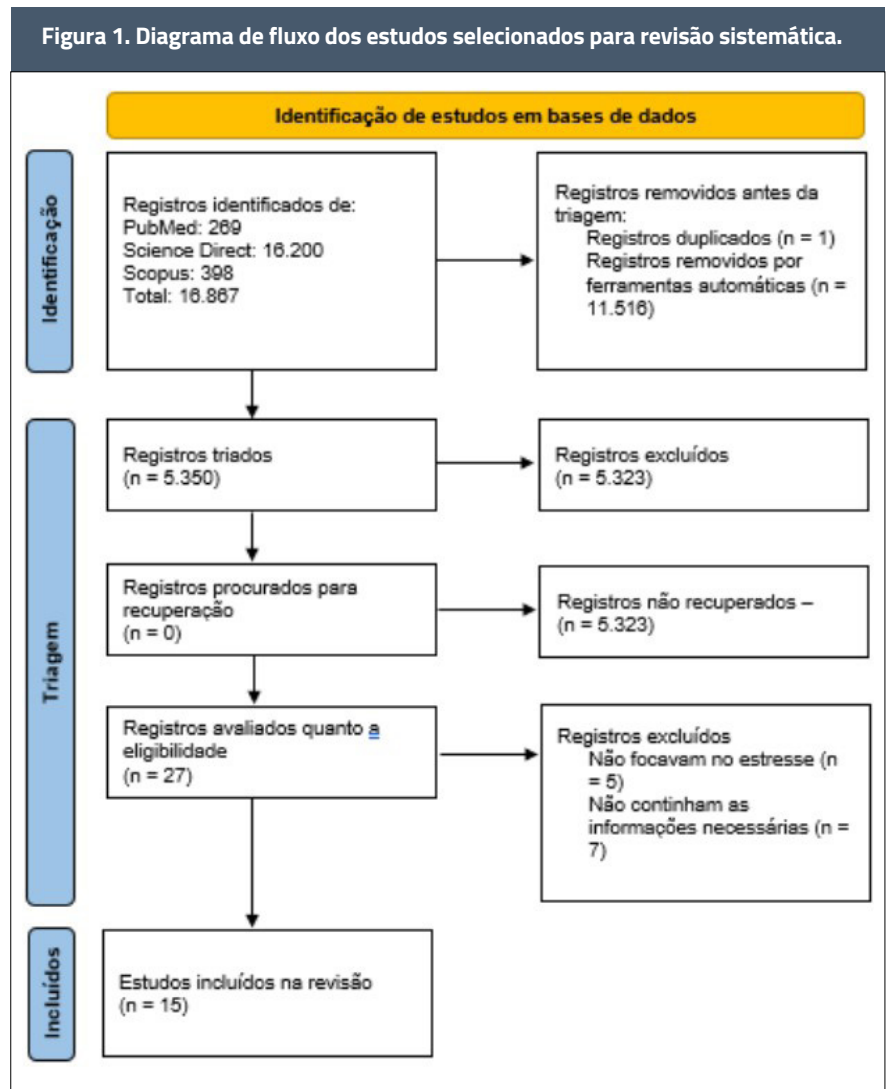 Figura 1. Diagrama de fluxo dos estudos selecionados para revisão sistemática.
Identificação de estudos em bases de dados
Identificação
Registros identificados de:
PubMed: 269
Science Direct: 16.200
Scopus: 398
Total: 16.867
Registros removidos antes da
triagem:
Registros duplicados (n = 1)
Registros removidos por
ferramentas automáticas (n =
11.516)
Triagem
Registros triados
(n = 5.350)
Registros excluídos
(n = 5.323)
Registros procurados para
recuperação
(n = 0)
Registros não recuperados –
(n = 5.323)
Registros avaliados quanto a
eligibilidade
(n = 27)
Registros excluídos
Não focavam no estresse (n
= 5)
Não continham as
informações necessárias (n =
7)
Incluídos
Estudos incluídos na revisão
(n = 15)